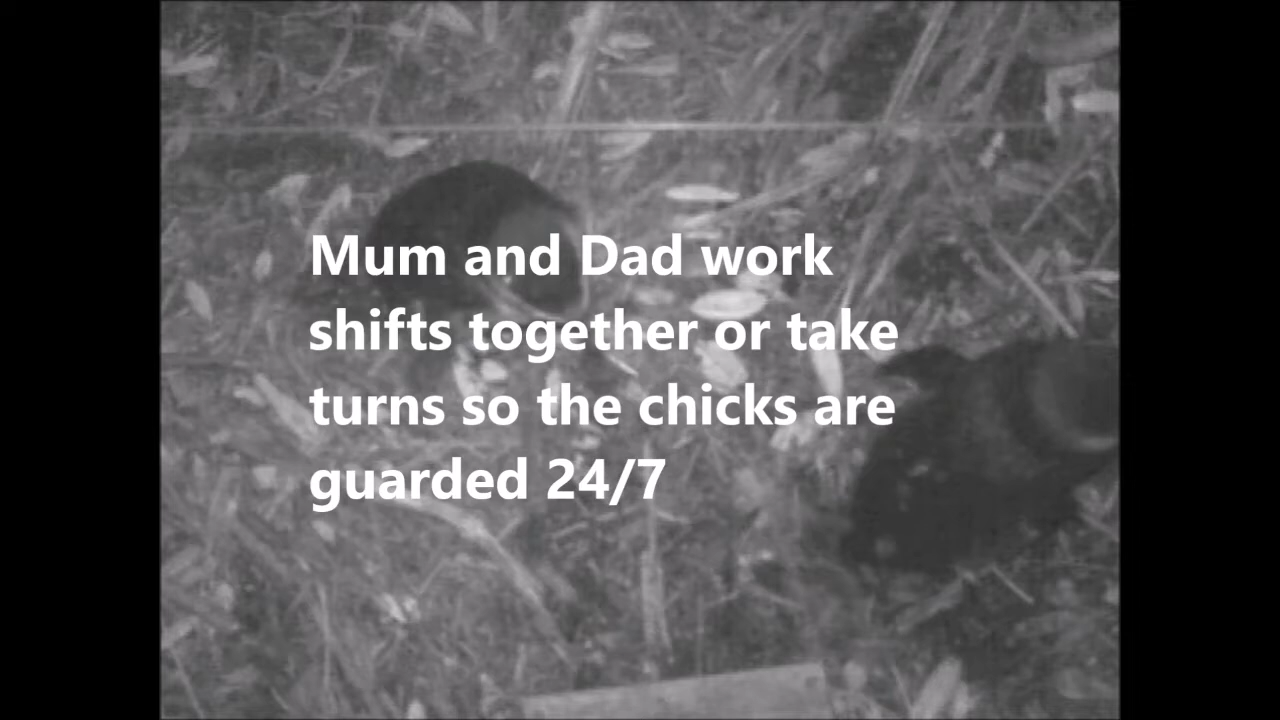 Mum and Dad work
shifts together or take
turns so the chicks are
guarded 24/7